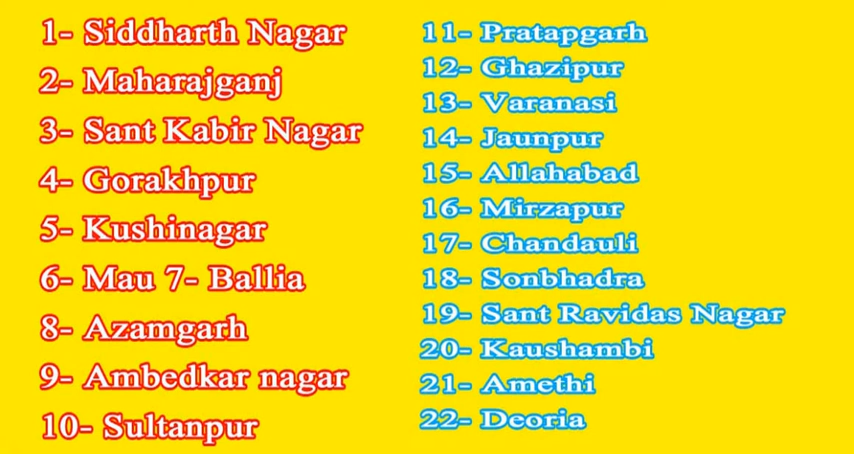 1- Siddharth Nagar
2- Maharajganj
3- Sant Kabir Nagar
4- Gorakhpur
5- Kushinagar
6- Mau 7- Ballia
8- Azamgarh
9- Ambedkar nagar
10- Sultanpur
11- Pratapgarh
12- Ghazipur
13- Varanasi
14- Jaunpur
15- Allahabad
16- Mirzapur
17- Chandauli
18- Sonbhadra
19- Sant Ravidas Nagar
20- Kaushambi
21- Amethi
22- Deoria